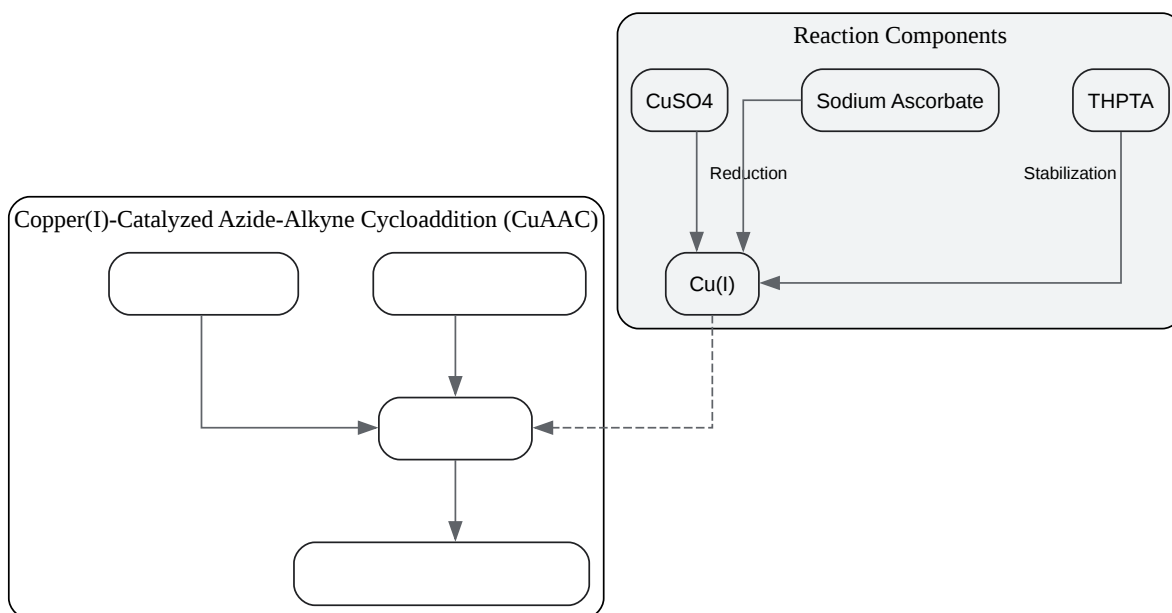 Reaction Components
CuSO4
Sodium Ascorbate
THPTA
Reduction
Stabilization
Copper(I)-Catalyzed Azide-Alkyne Cycloaddition (CuAAC)
Cu(I)